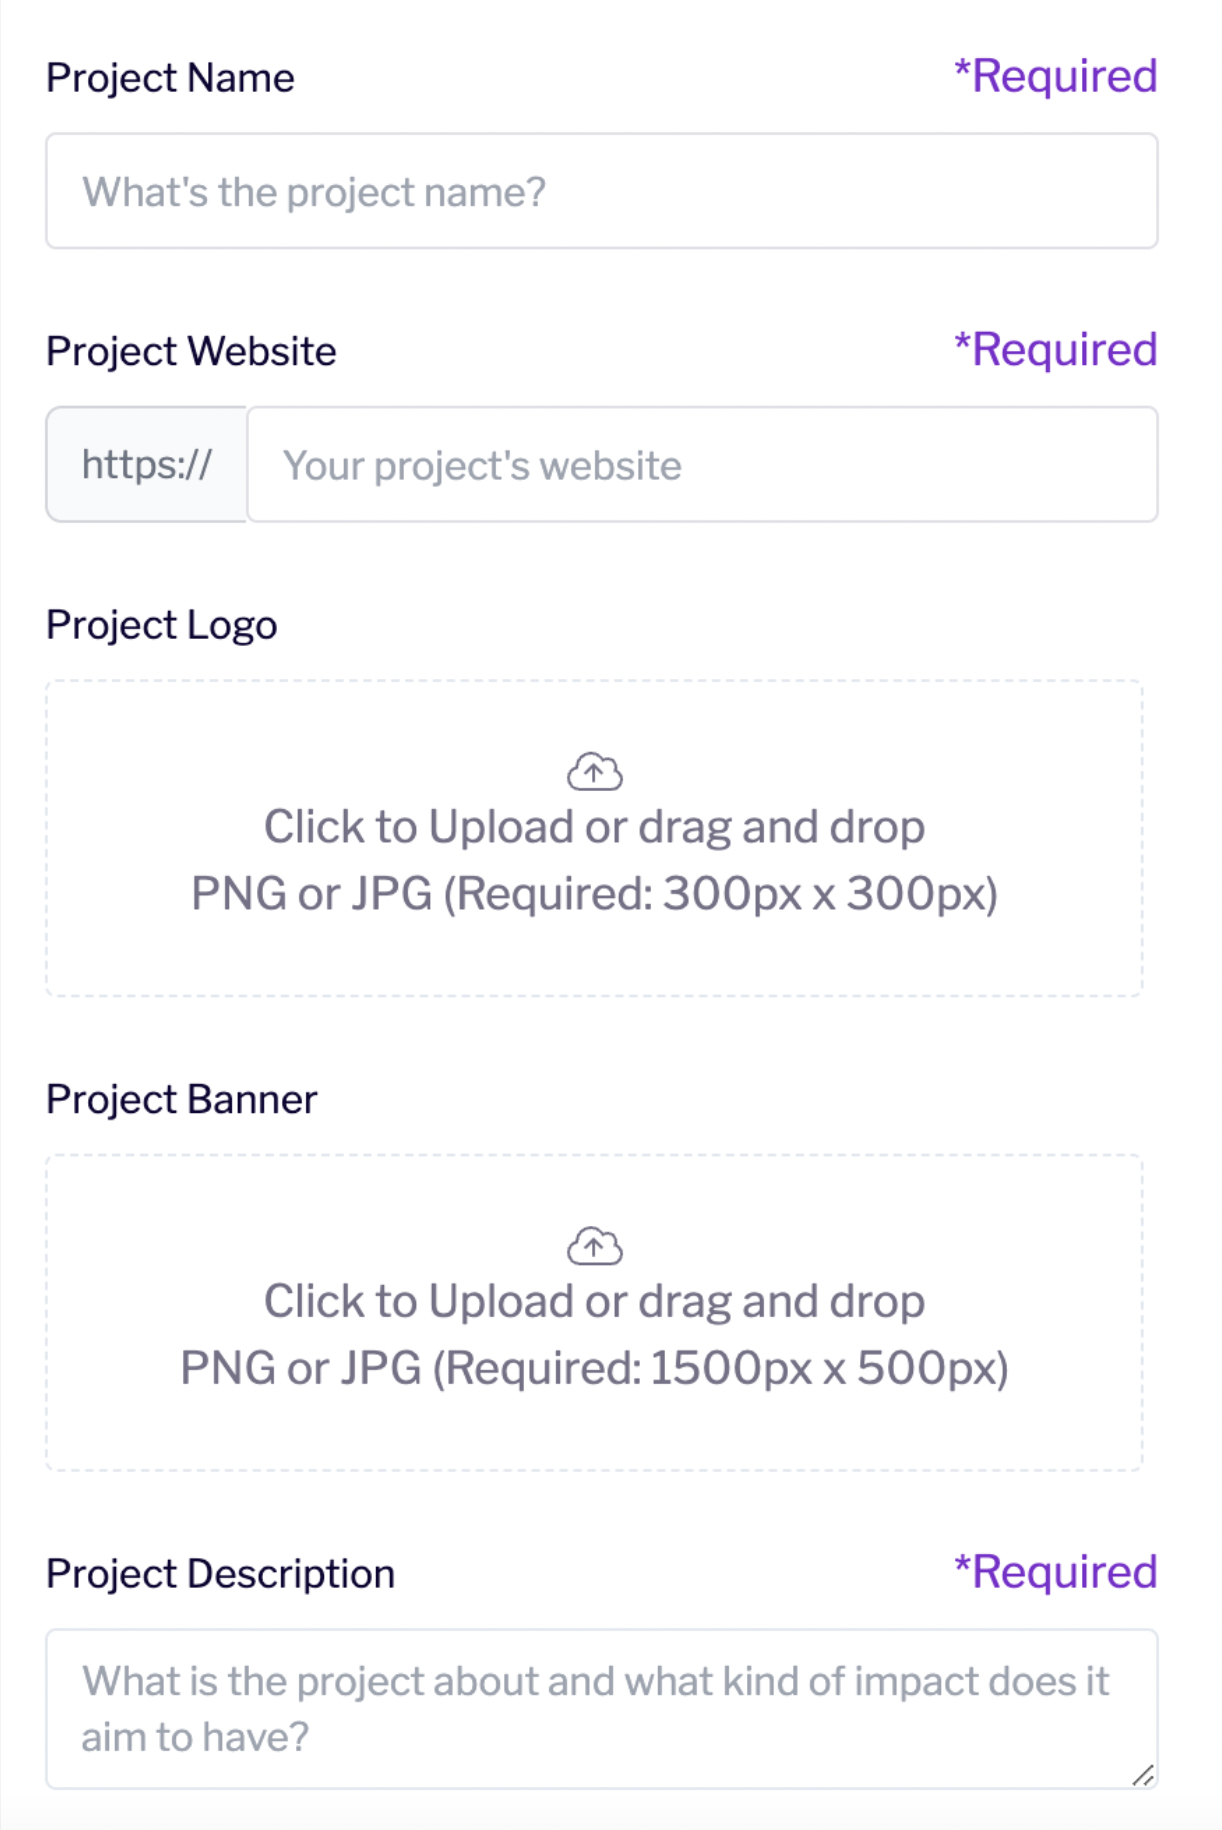 Project Name
*Required
What's the project name?
Project Website
*Required
https://
Your project's website
Project Logo
Click to Upload or drag and drop
PNG or JPG (Required: 300px x 300px)
Project Banner
Click to Upload or drag and drop
PNG or JPG (Required: 1500px x 500px)
Project Description
*Required
What is the project about and what kind of impact does it
aim to have?